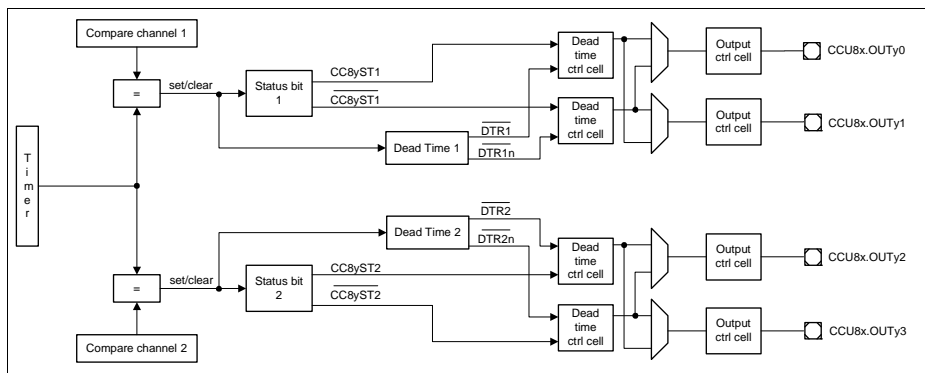 Compare channel 1
=
set/clear
Status bit
1
CC8yST1
CC8yST1
Dead Time 1
DTR1
DTR1n
Dead
time
ctrl cell
Dead
time
ctrl cell
Output
ctrl cell
CCU8x.OUTy0
Output
ctrl cell
CCU8x.OUTy1
Timer
Dead Time 2
DTR2
DTR2n
=
set/clear
Status bit
2
CC8yST2
CC8yST2
Compare channel 2
Dead
time
ctrl cell
Dead
time
ctrl cell
Output
ctrl cell
CCU8x.OUTy2
Output
ctrl cell
CCU8x.OUTy3